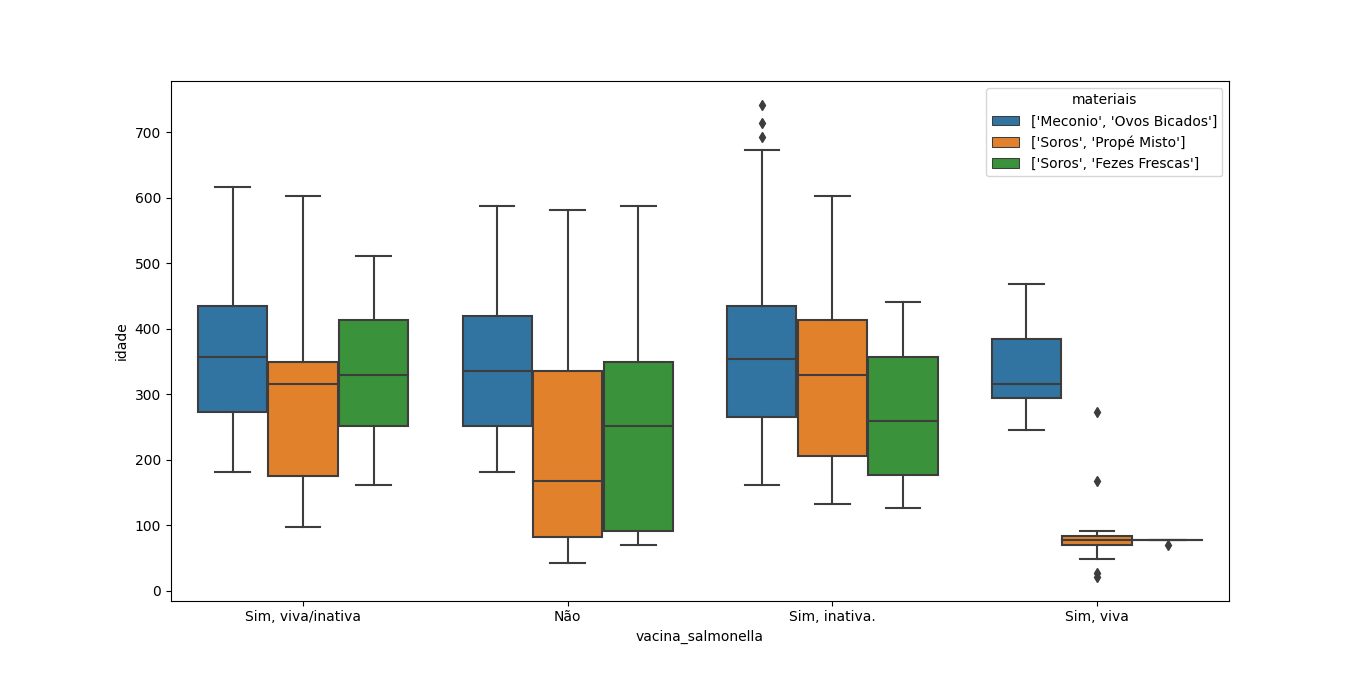 materiais
['Meconio', 'Ovos Bicados']
['Soros', 'Propé Misto']
['Soros', 'Fezes Frescas']
700
600
500
400
300
200
100
0
idade
Sim, viva/inativa
Não
Sim, inativa.
Sim, viva
vacina_salmonella